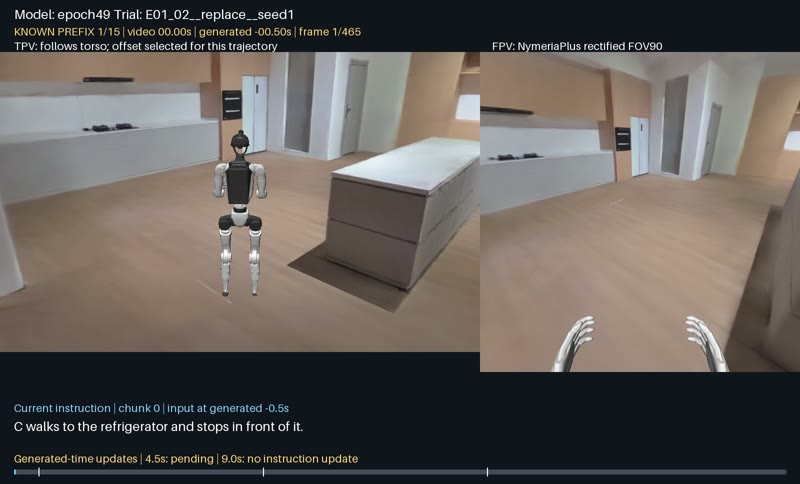 Model: epoch49 Trial: E01_02__replace__seed1
KNOWN PREFIX 1/15 | video 00.00s | generated -00.50s | frame 1/465
TPV: follows torso; offset selected for this trajectory
FPV: NymeriaPlus rectified FOV90
Current instruction | chunk 0 | input at generated -0.5s
C walks to the refrigerator and stops in front of it.
Generated-time updates | 4.5s: pending | 9.0s: no instruction update